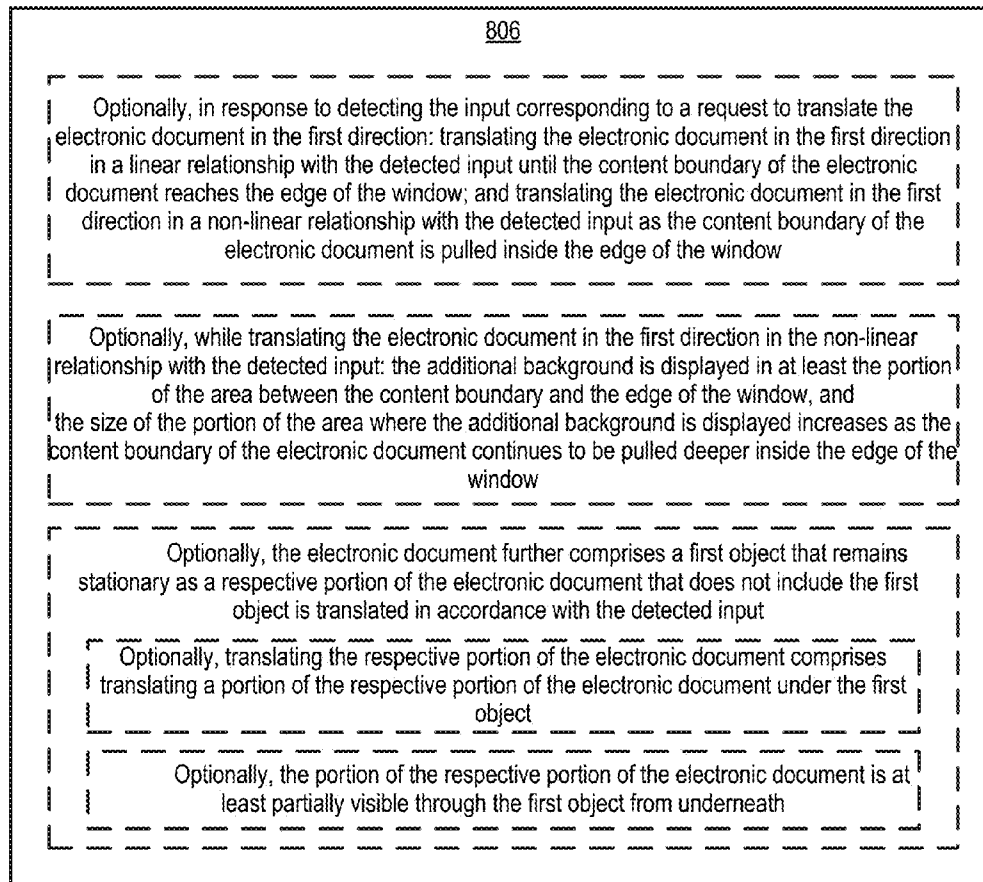 806
Optionally, in response to detecting the input corresponding to a request to translate the
electronic document in the first direction: translating the electronic document in the first direction
in a linear relationship with the detected input until the content boundary of the electronic
document reaches the edge of the window; and translating the electronic document in the first
direction in a non-linear relationship with the detected input as the content boundary of the
electronic document is pulled inside the edge of the window
Optionally, while translating the electronic document in the first direction in the non-linear
relationship with the detected input: the additional background is displayed in at least the portion
of the area between the content boundary and the edge of the window, and
the size of the portion of the area where the additional background is displayed increases as the
content boundary of the electronic document continues to be pulled deeper inside the edge of the
window
Optionally, the electronic document further comprises a first object that remains
stationary as a respective portion of the electronic document that does not include the first
object is translated in accordance with the detected input
Optionally, translating the respective portion of the electronic document comprises
translating a portion of the respective portion of the electronic document under the first
object
Optionally, the portion of the respective portion of the electronic document is at
least partially visible through the first object from underneath